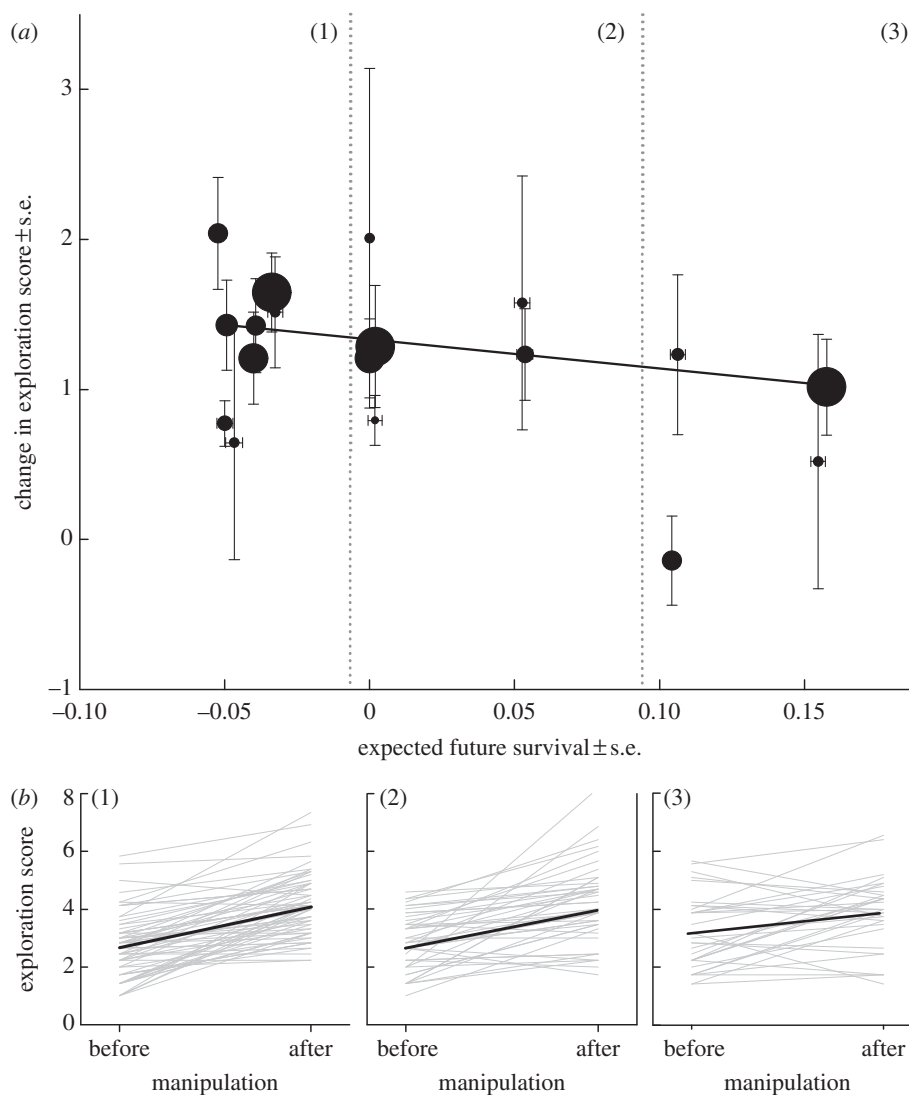 (a) (1) (2) (3)
3
2
1
0
−1
change in exploration score ± s.e.
−0.10 −0.05 0 0.05 0.10 0.15
expected future survival ± s.e.
(b) (1) (2) (3)
8
6
4
2
0
exploration score
before after before after before after
manipulation manipulation manipulation